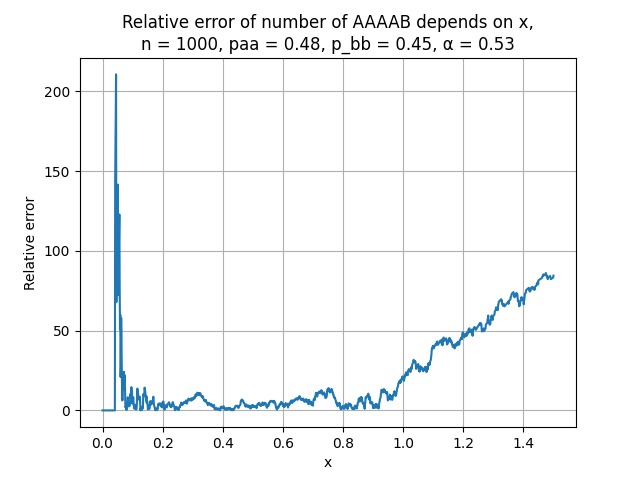 Relative error of number of AAAAB depends on x,
n = 1000, paa = 0.48, p_bb = 0.45, α = 0.53
Relative error
200
150
100
50
0
0.0 0.2 0.4 0.6 0.8 1.0 1.2 1.4
x